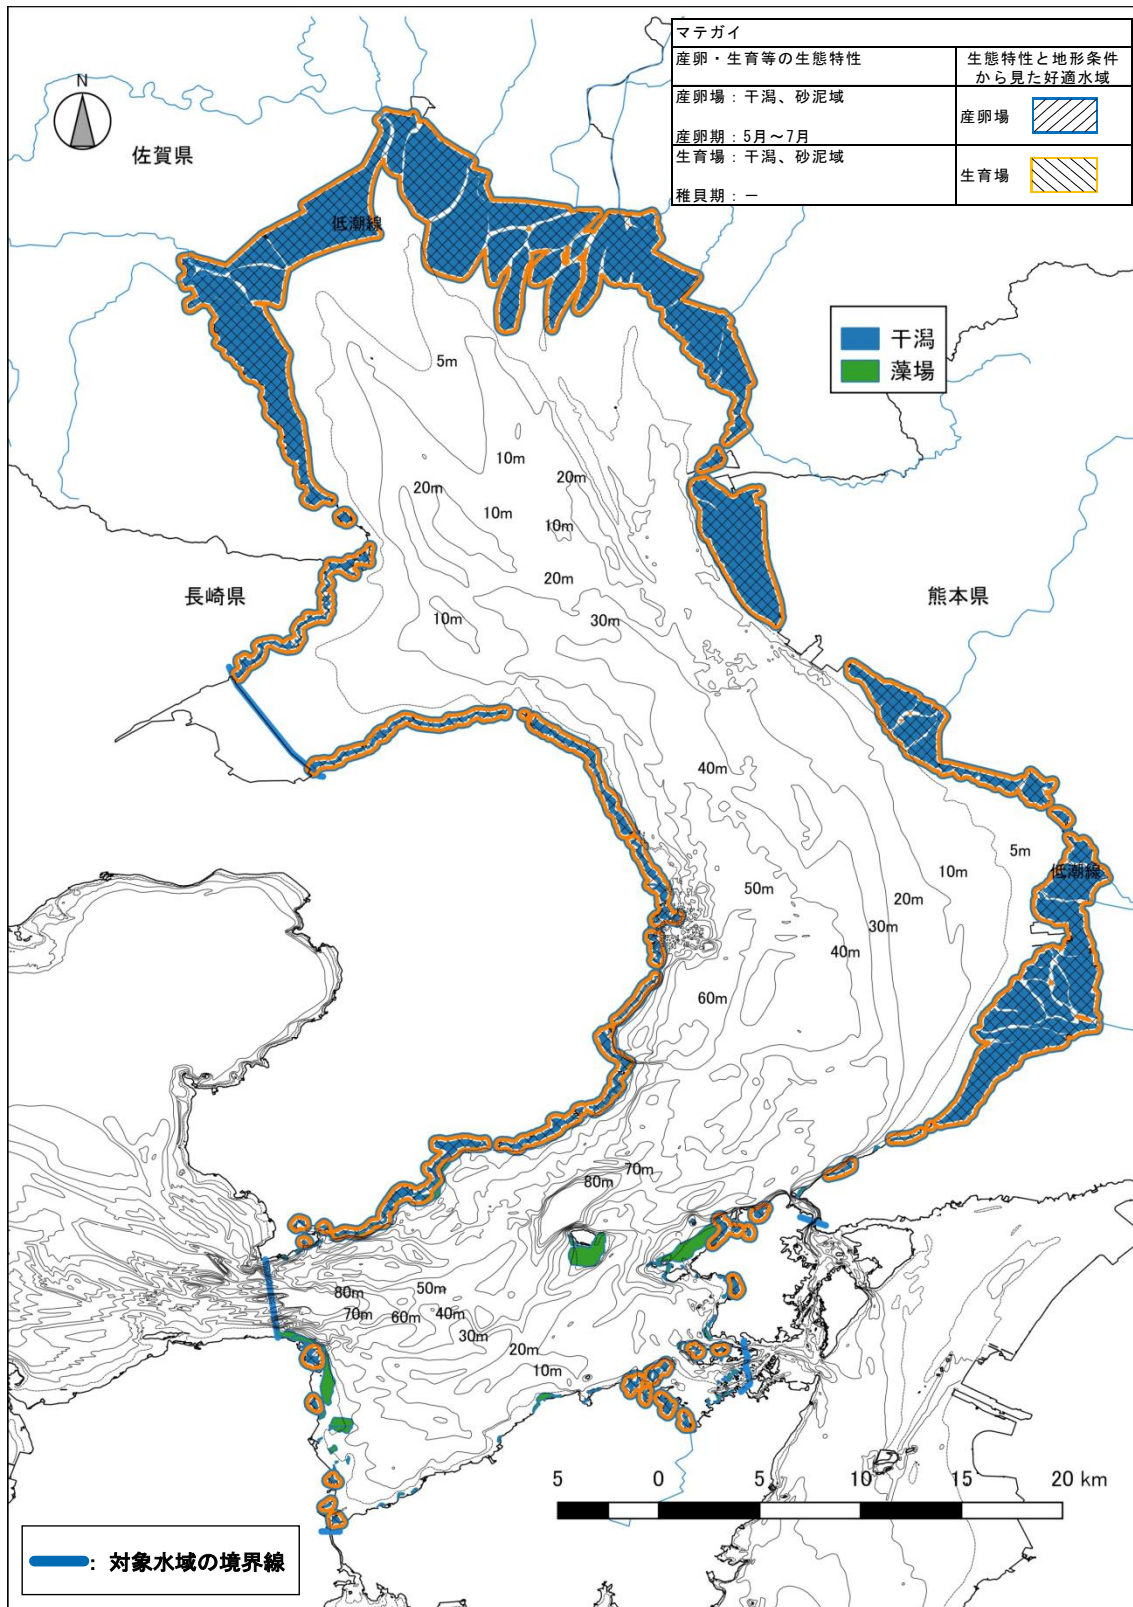 マテガイ
産卵・生育等の生態特性
生態特性と地形条件
から見た好適水域
産卵場：干潟、砂泥域
産卵期：5月～7月
産卵場
生育場：干潟、砂泥域
稚貝期：－
生育場
N
佐賀県
低潮線
干潟
藻場
5m
10m
20m
20m
10m
10m
20m
長崎県
熊本県
10m
30m
40m
5m
10m
低潮線
50m
20m
30m
40m
60m
70m
80m
50m
80m
70m
60m
40m
30m
20m
10m
5 0 5 10 15 20 km
: 対象水域の境界線